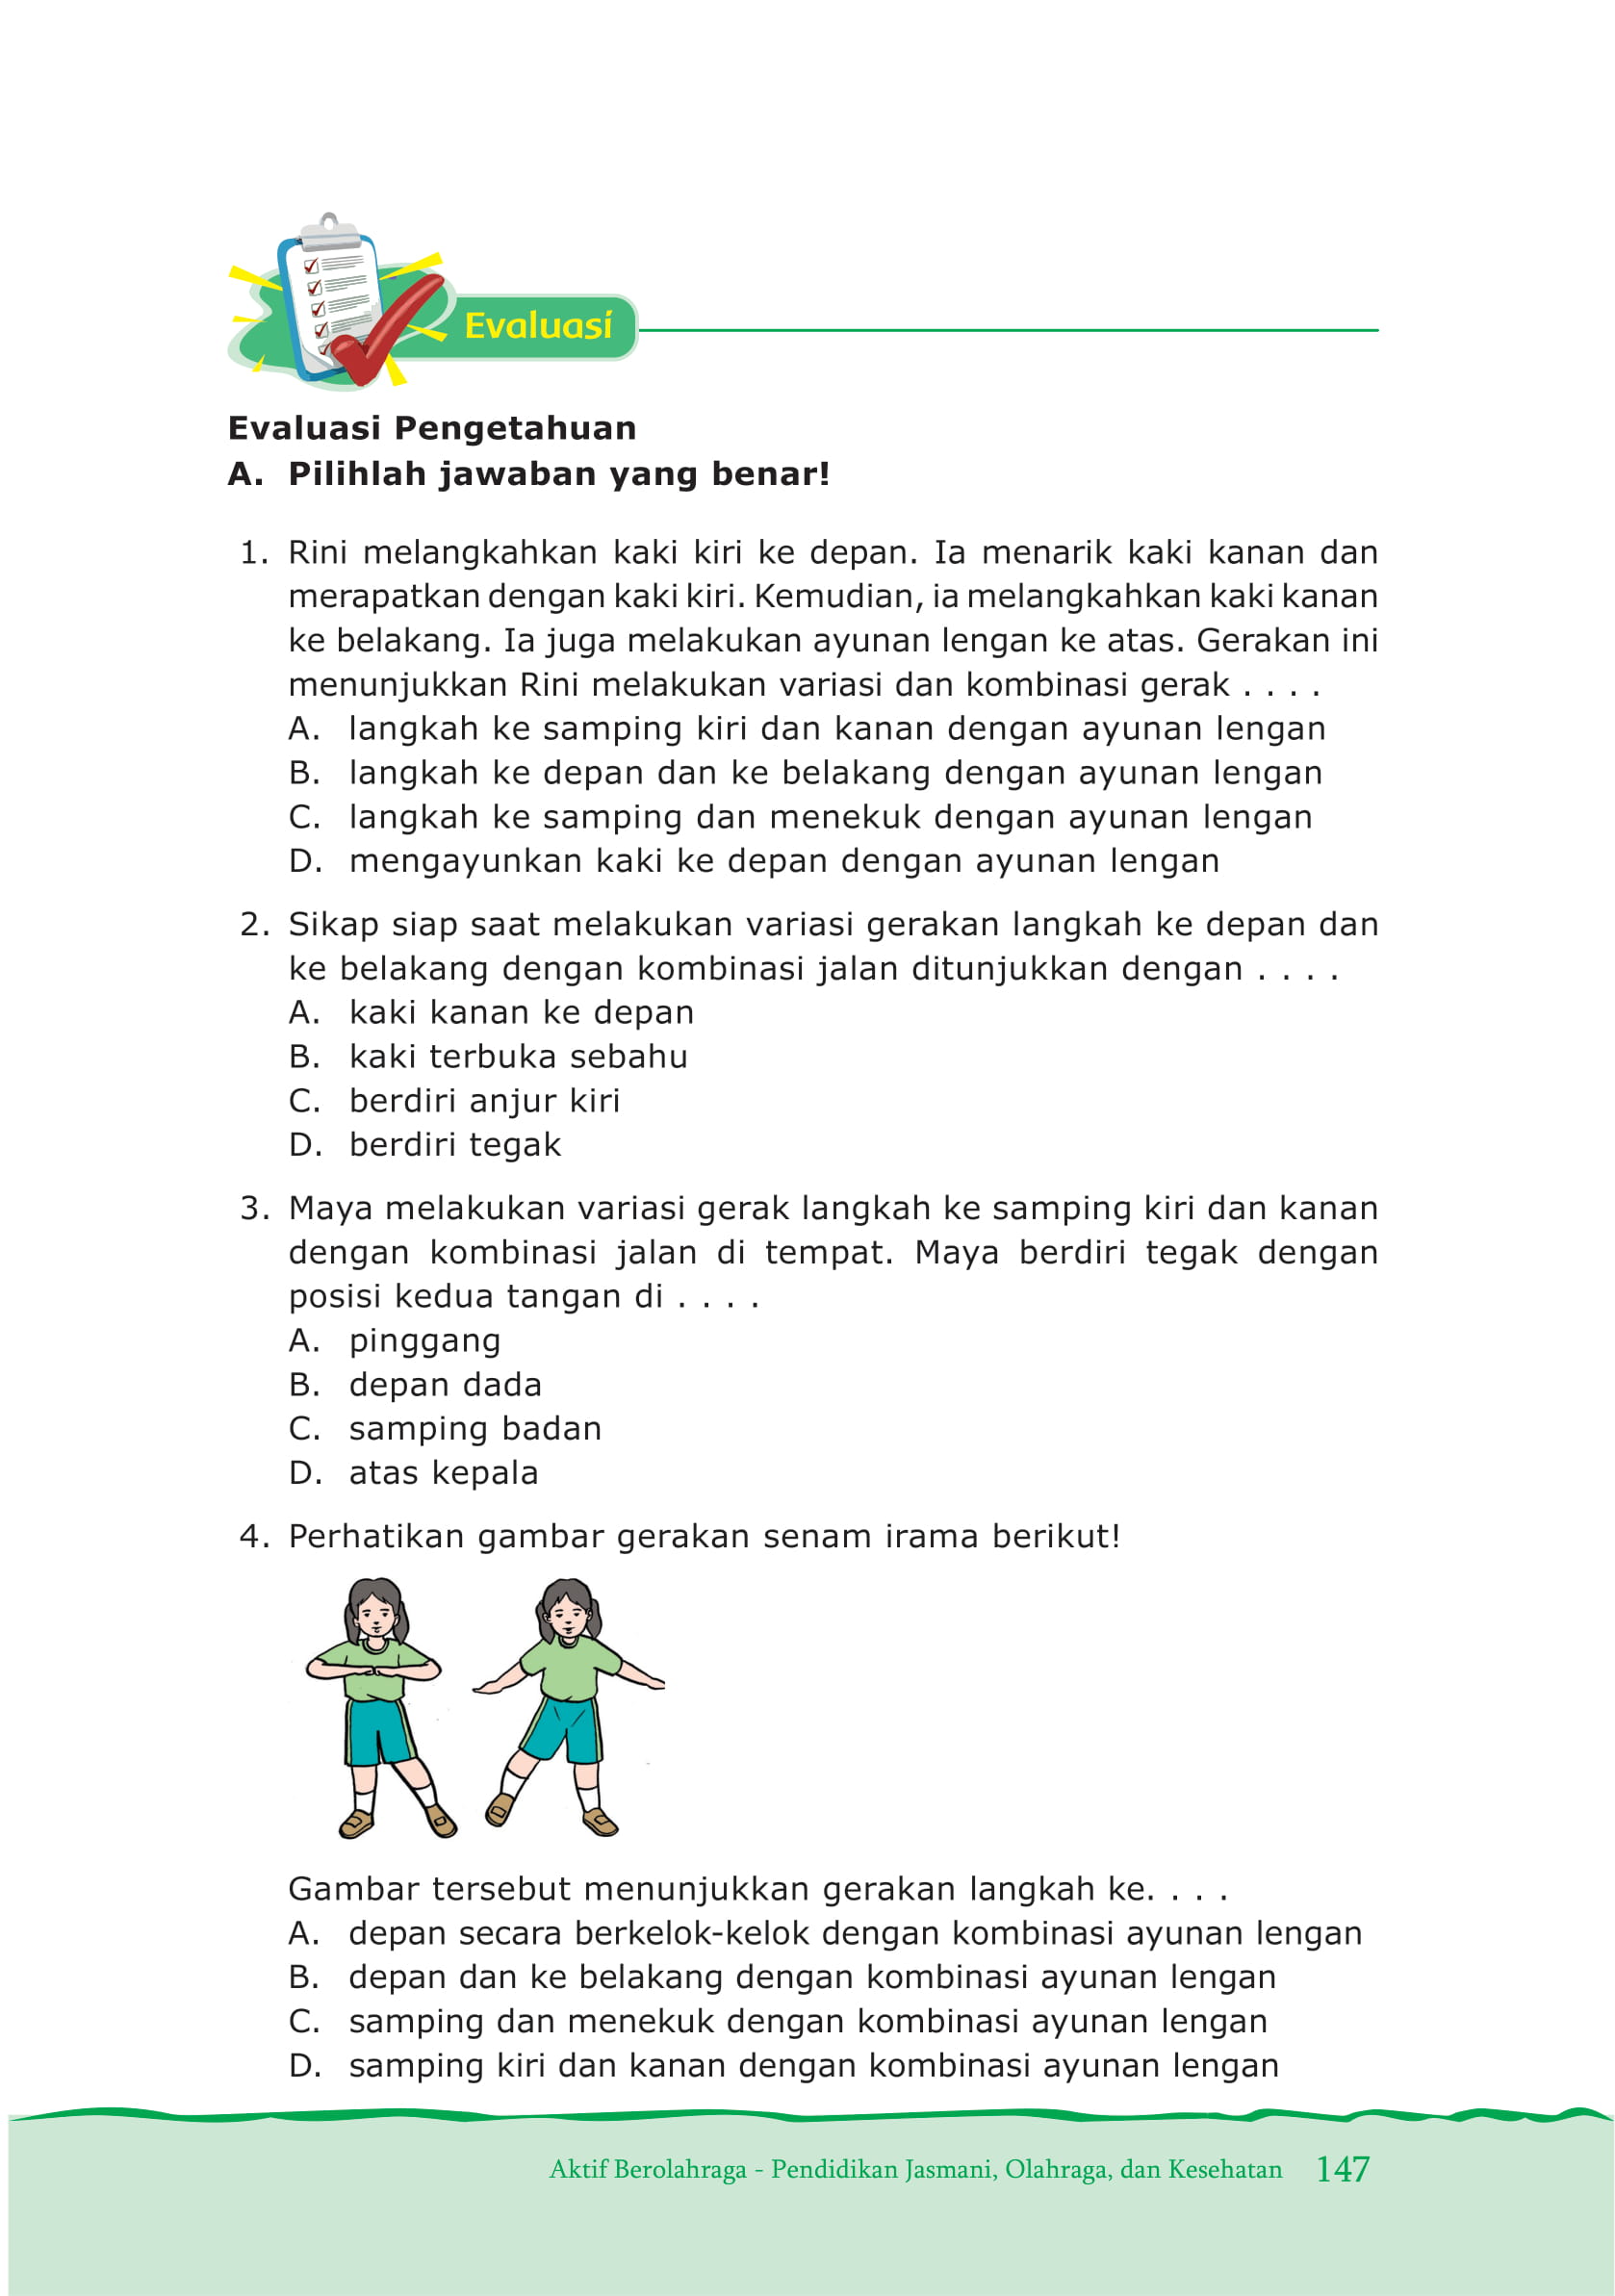 Evaluasi
Evaluasi Pengetahuan
A. Pilihlah jawaban yang benar!
1. Rini melangkahkan kaki kiri ke depan. Ia menarik kaki kanan dan
merapatkan dengan kaki kiri. Kemudian, ia melangkahkan kaki kanan
ke belakang. Ia juga melakukan ayunan lengan ke atas. Gerakan ini
menunjukkan Rini melakukan variasi dan kombinasi gerak . . . .
A. langkah ke samping kiri dan kanan dengan ayunan lengan
B. langkah ke depan dan ke belakang dengan ayunan lengan
C. langkah ke samping dan menekuk dengan ayunan lengan
D. mengayunkan kaki ke depan dengan ayunan lengan
2. Sikap siap saat melakukan variasi gerakan langkah ke depan dan
ke belakang dengan kombinasi jalan ditunjukkan dengan . . . .
A. kaki kanan ke depan
B. kaki terbuka sebahu
C. berdiri anjur kiri
D. berdiri tegak
3. Maya melakukan variasi gerak langkah ke samping kiri dan kanan
dengan kombinasi jalan di tempat. Maya berdiri tegak dengan
posisi kedua tangan di . . . .
A. pinggang
B. depan dada
C. samping badan
D. atas kepala
4. Perhatikan gambar gerakan senam irama berikut!
Gambar tersebut menunjukkan gerakan langkah ke. . . .
A. depan secara berkelok-kelok dengan kombinasi ayunan lengan
B. depan dan ke belakang dengan kombinasi ayunan lengan
C. samping dan menekuk dengan kombinasi ayunan lengan
D. samping kiri dan kanan dengan kombinasi ayunan lengan
Aktif Berolahraga - Pendidikan Jasmani, Olahraga, dan Kesehatan 147